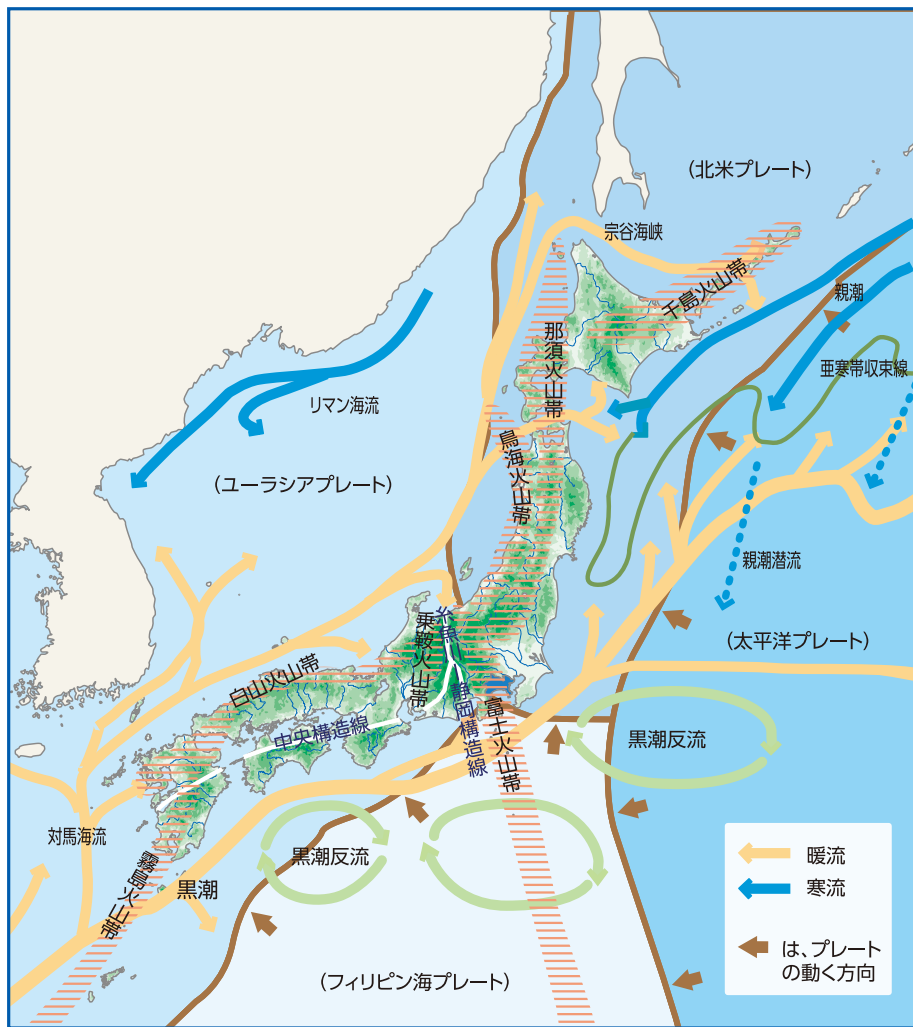 (北米プレート)
宗谷海峡
千島火山帯
親潮
那須火山帯
亜寒帯収束線
リマン海流
鳥海火山帯
(ユーラシアプレート)
親潮潜流
糸魚川
乗鞍火山帯
(太平洋プレート)
白山火山帯
静岡構造線
富士火山帯
中央構造線
黒潮反流
対馬海流
黒潮反流
霧島火山帯
黒潮
暖流
寒流
は、プレート
の動く方向
(フィリピン海プレート)